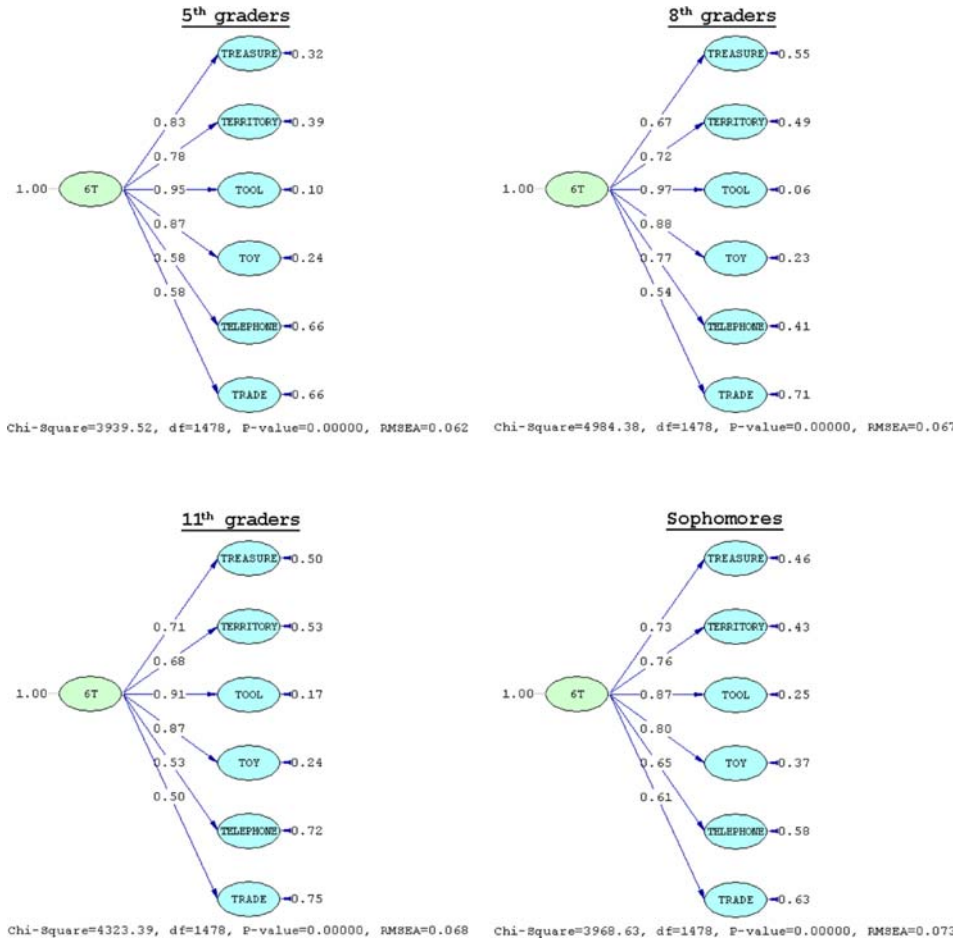 5th graders
TREASURE 0.32
0.83
TERRITORY 0.39
0.78
1.00 6T 0.95 TOOL 0.10
0.87
0.58 TOY 0.24
0.58
TELEPHONE 0.66
TRADE 0.66
Chi-Square=3939.52, df=1478, P-value=0.00000, RMSEA=0.062
8th graders
TREASURE 0.55
0.67
TERRITORY 0.49
0.72
1.00 6T 0.97 TOOL 0.06
0.88
0.77 TOY 0.23
0.54
TELEPHONE 0.41
TRADE 0.71
Chi-Square=4984.38, df=1478, P-value=0.00000, RMSEA=0.067
11th graders
TREASURE 0.50
0.71
TERRITORY 0.53
0.68
1.00 6T 0.91 TOOL 0.17
0.87
0.53 TOY 0.24
0.50
TELEPHONE 0.72
TRADE 0.75
Chi-Square=4323.39, df=1478, P-value=0.00000, RMSEA=0.068
Sophomores
TREASURE 0.46
0.73
TERRITORY 0.43
0.76
1.00 6T 0.87 TOOL 0.25
0.80
0.65 TOY 0.37
0.61
TELEPHONE 0.58
TRADE 0.63
Chi-Square=3968.63, df=1478, P-value=0.00000, RMSEA=0.073